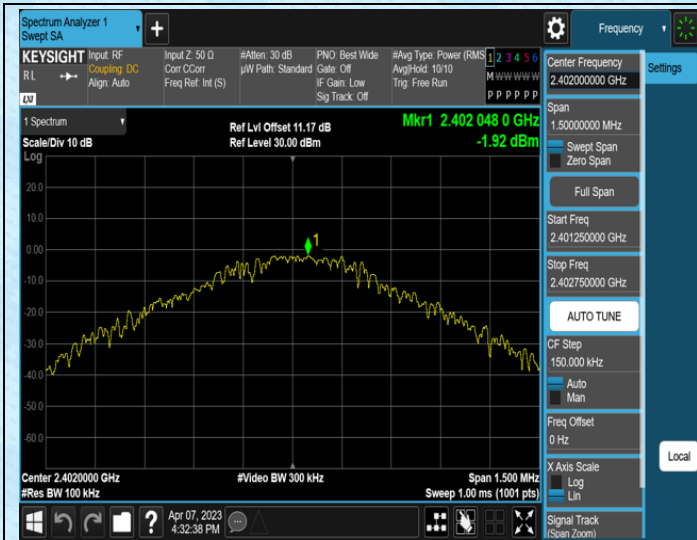 Spectrum Analyzer 1
Swept SA
Frequency
KEYSIGHT
RL
LXI
Input: RF
Coupling: DC
Align: Auto
Input Z: 50 Ω
Corr CCorr
Freq Ref: Int (S)
#Atten: 30 dB
µW Path: Standard
PNO: Best Wide
Gate: Off
IF Gain: Low
Sig Track: Off
#Avg Type: Power (RMS
Avg|Hold: 10/10
Trig: Free Run
1 2 3 4 5 6
M W W W W W
P P P P P P
1 Spectrum
Scale/Div 10 dB
Log
Ref Lvl Offset 11.17 dB
Ref Level 30.00 dBm
Mkr1 2.402 048 0 GHz
-1.92 dBm
20.0
10.0
0.00
-10.0
-20.0
-30.0
-40.0
-50.0
-60.0
1
Center 2.4020000 GHz
#Res BW 100 kHz
#Video BW 300 kHz
Span 1.500 MHz
Sweep 1.00 ms (1001 pts)
?
Apr 07, 2023
4:32:38 PM
Center Frequency
2.402000000 GHz
Span
1.50000000 MHz
Swept Span
Zero Span
Full Span
Start Freq
2.401250000 GHz
Stop Freq
2.402750000 GHz
AUTO TUNE
CF Step
150.000 kHz
Auto
Man
Freq Offset
0 Hz
X Axis Scale
Log
Lin
Signal Track
(Span Zoom)
Settings
Local